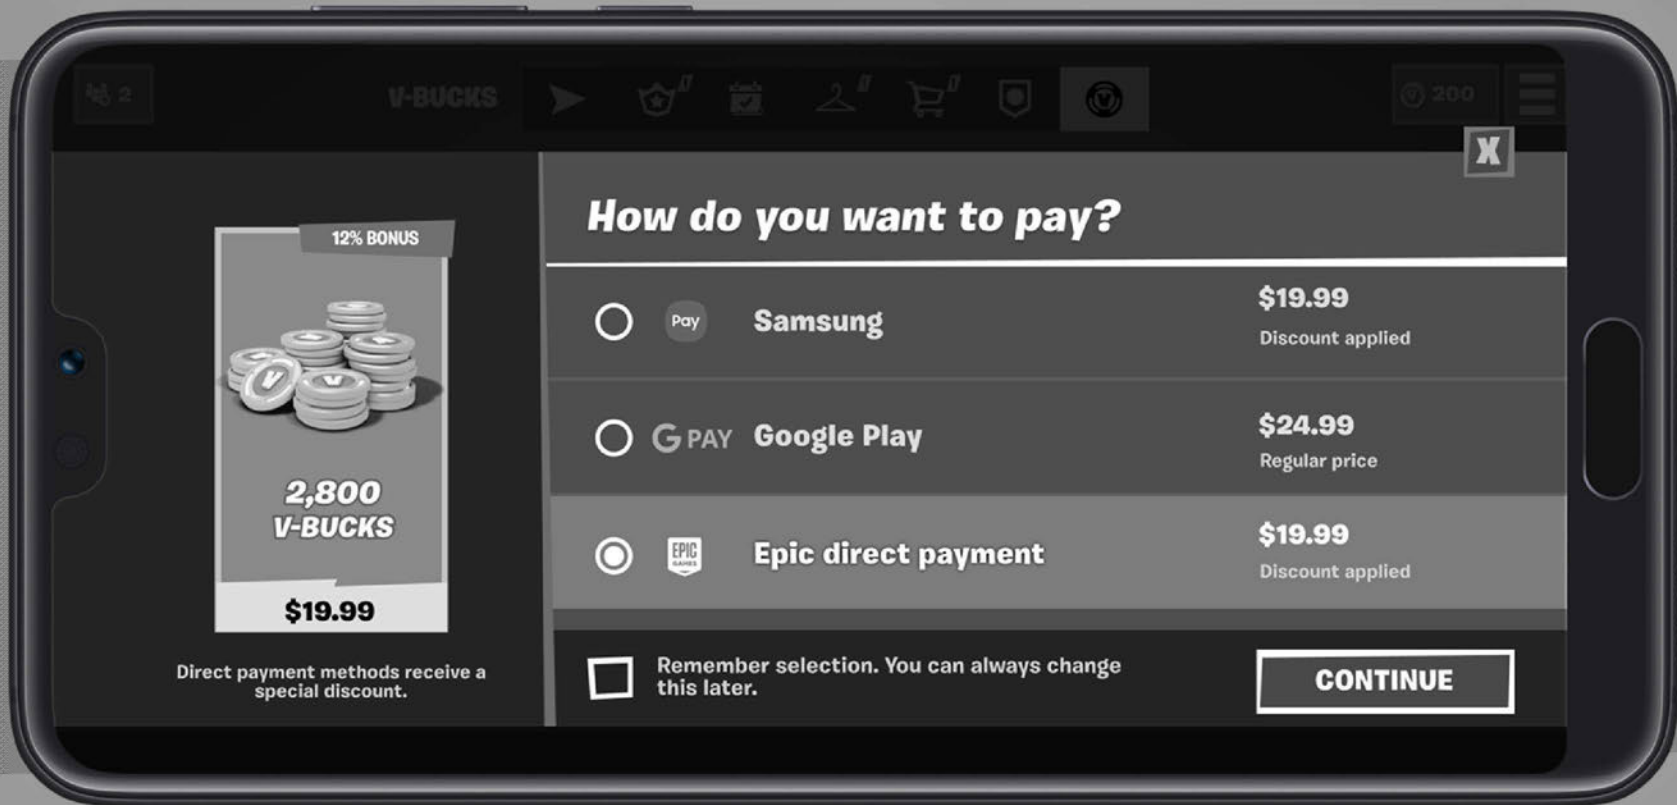 2
V-BUCKS
200
X
12% BONUS
2,800
V-BUCKS
$19.99
Direct payment methods receive a
special discount.
How do you want to pay?
Pay
Samsung
$19.99
Discount applied
G PAY
Google Play
$24.99
Regular price
EPIC
GAMES
Epic direct payment
$19.99
Discount applied
Remember selection. You can always change
this later.
CONTINUE